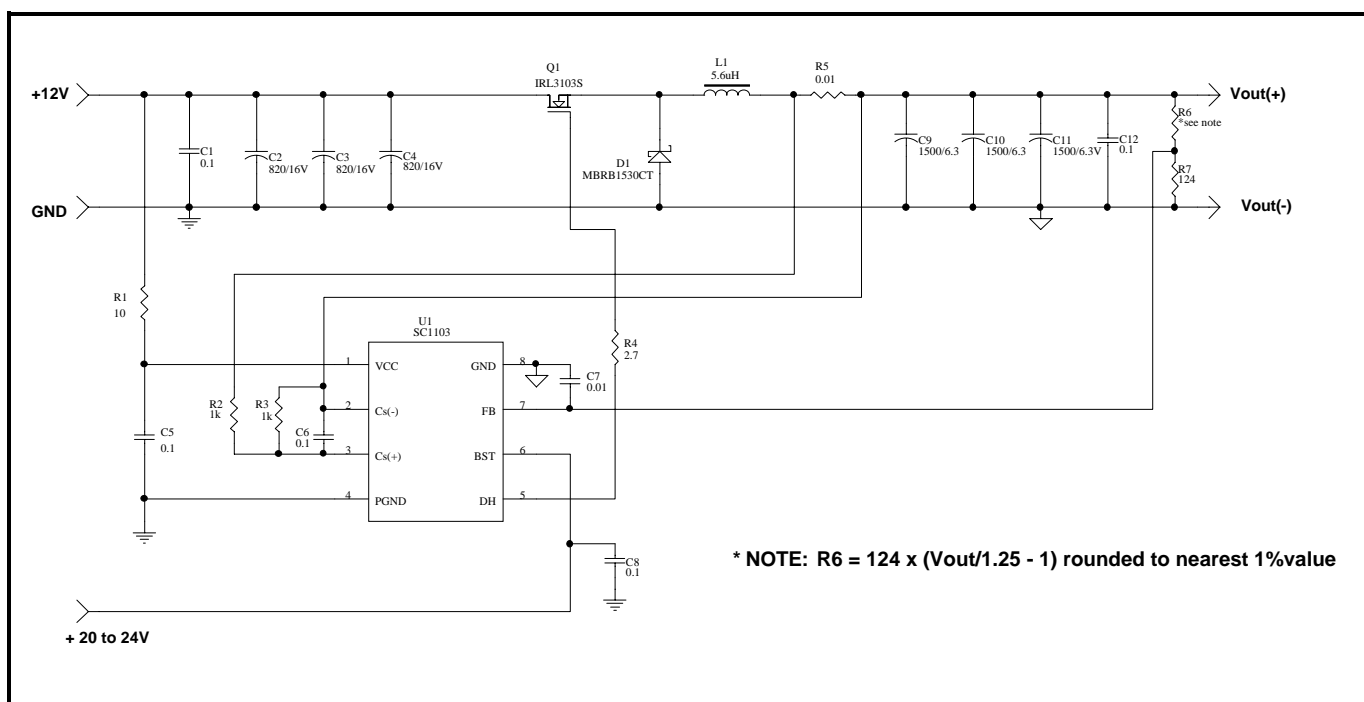 Q1
IRL3103S
L1
5.6uH
R5
0.01
+12V
Vout(+)
R6
*see note
C1
0.1
C2
820/16V
C3
820/16V
C4
820/16V
D1
MBRB1530CT
C9
1500/6.3
C10
1500/6.3
C11
1500/6.3V
C12
0.1
R7
124
GND
Vout(-)
R1
10
U1
SC1103
R4
2.7
1
VCC
GND
8
C7
0.01
R2
1k
R3
1k
2
Cs(-)
FB
7
C5
0.1
C6
0.1
3
Cs(+)
BST
6
4
PGND
DH
5
C8
0.1
* NOTE: R6 = 124 x (Vout/1.25 - 1) rounded to nearest 1%value
+ 20 to 24V